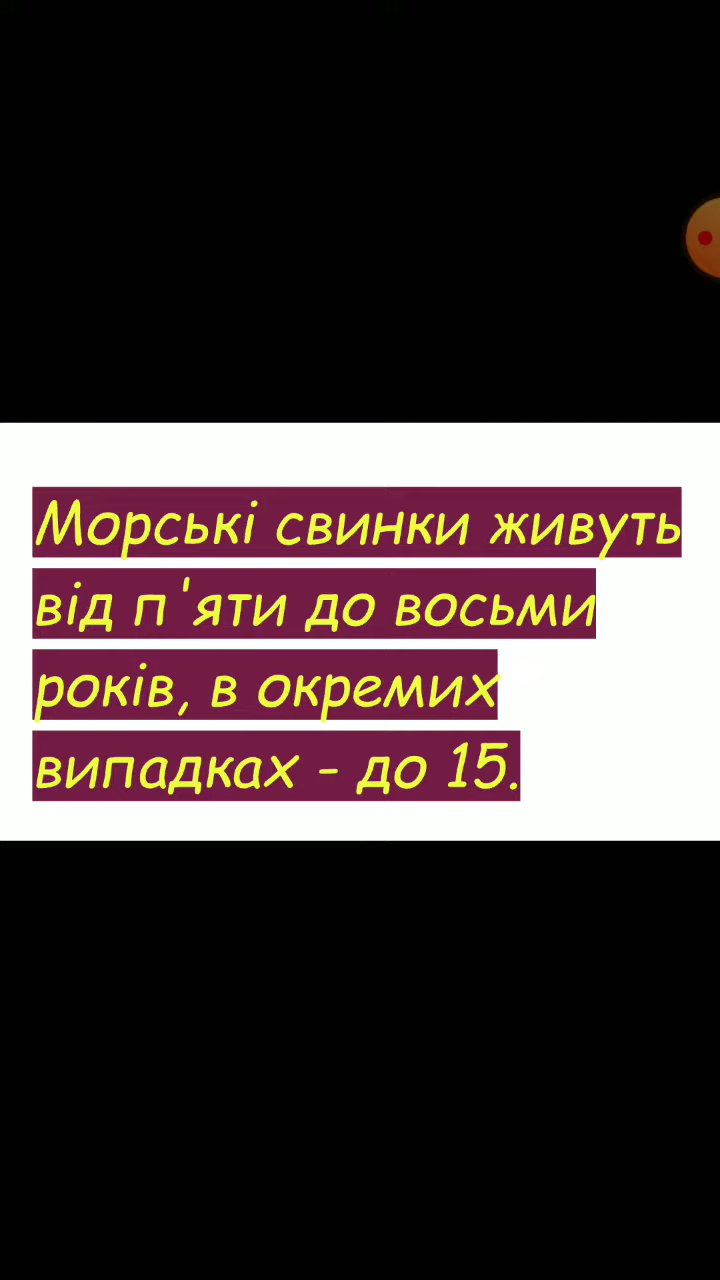 Морські свинки живуть
від п'яти до восьми
років, в окремих
випадках - до 15.